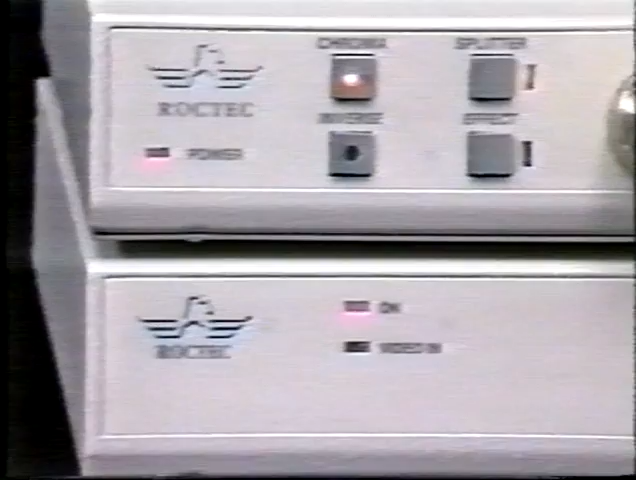 CHROMA SPLITTER
ROCTEC
INVERSE EFFECT
POWER
ON
ROCTEC
VIDEO IN